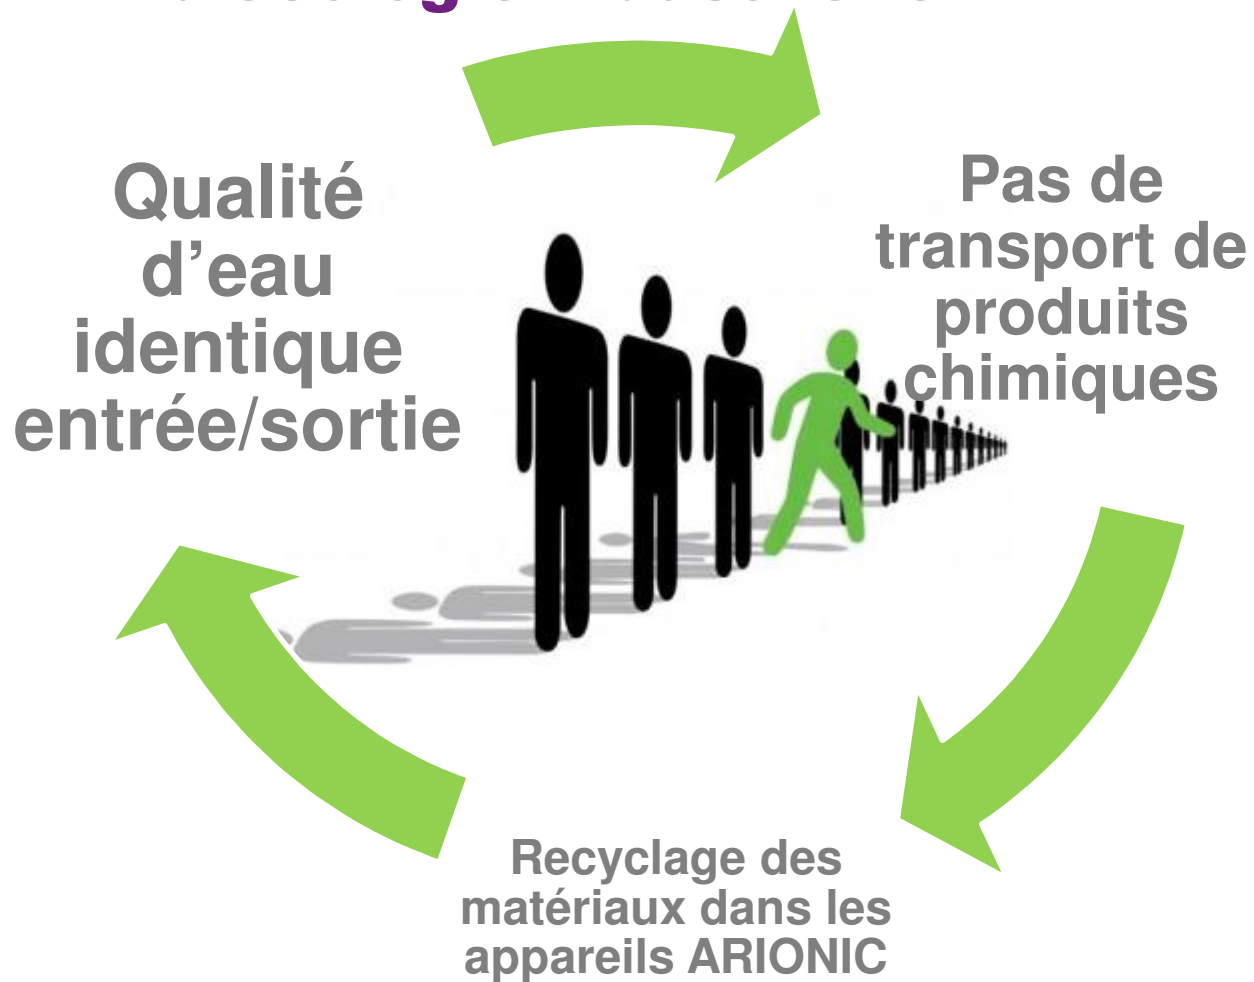 Qualité
d’eau
identique
entrée/sortie
Pas de
transport de
produits
chimiques
Recyclage des
matériaux dans les
appareils ARIONIC